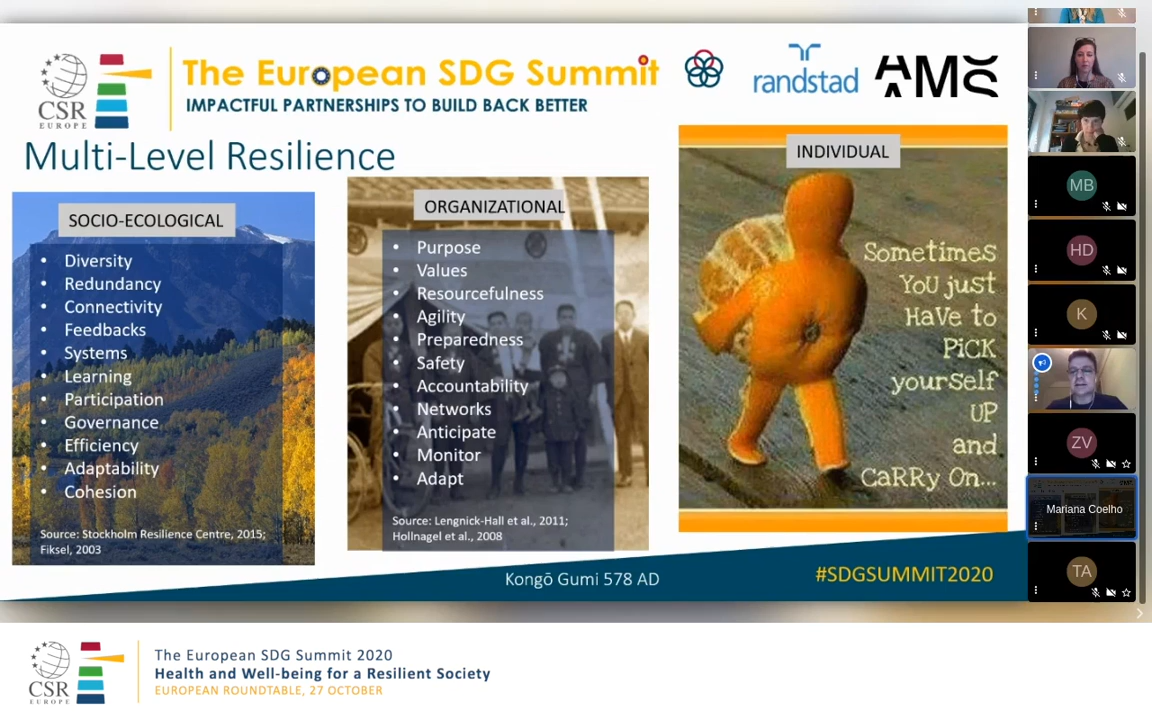 CSR
EUROPE
The European SDG Summit
IMPACTFUL PARTNERSHIPS TO BUILD BACK BETTER
randstad
AMS
Multi-Level Resilience
SOCIO-ECOLOGICAL
• Diversity
• Redundancy
• Connectivity
• Feedbacks
• Systems
• Learning
• Participation
• Governance
• Efficiency
• Adaptability
• Cohesion
Source: Stockholm Resilience Centre, 2015;
Fiksel, 2003
ORGANIZATIONAL
• Purpose
• Values
• Resourcefulness
• Agility
• Preparedness
• Safety
• Accountability
• Networks
• Anticipate
• Monitor
• Adapt
Source: Lengnick-Hall et al., 2011;
Hollnagel et al., 2008
INDIVIDUAL
Sometimes
YoU just
HaVe to
PiCK
yourself
UP
and
CaRRy On...
Kongō Gumi 578 AD
#SDGSUMMIT2020
MB
HD
K
ZV
Mariana Coelho
TA
CSR
EUROPE
The European SDG Summit 2020
Health and Well-being for a Resilient Society
EUROPEAN ROUNDTABLE, 27 OCTOBER